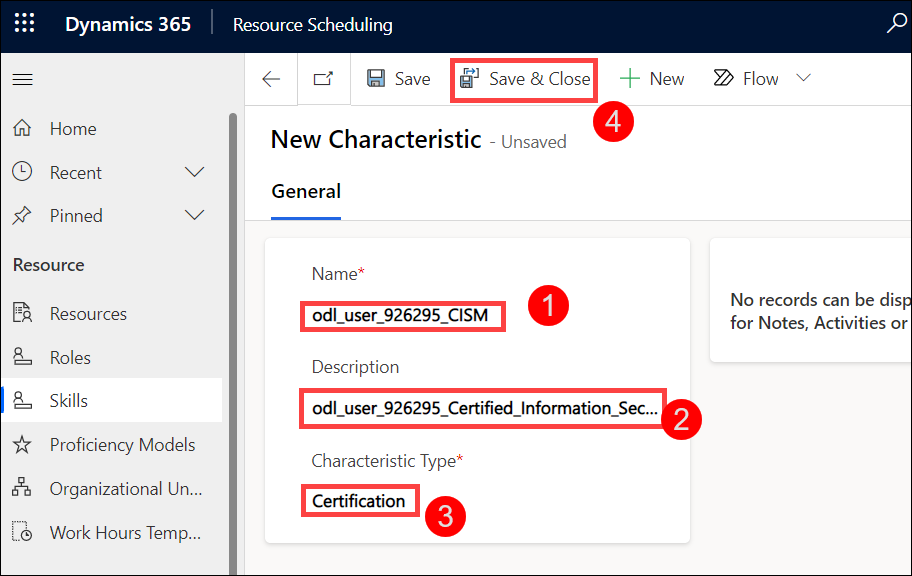 Dynamics 365 Resource Scheduling
Save
Save & Close
New
Flow
4
Home
Recent
Pinned
Resource
Resources
Roles
Skills
Proficiency Models
Organizational Un...
Work Hours Temp...
New Characteristic - Unsaved
General
Name*
odl_user_926295_CISM
1
Description
odl_user_926295_Certified_Information_Sec...
2
Characteristic Type*
Certification
3
No records can be disp
for Notes, Activities or